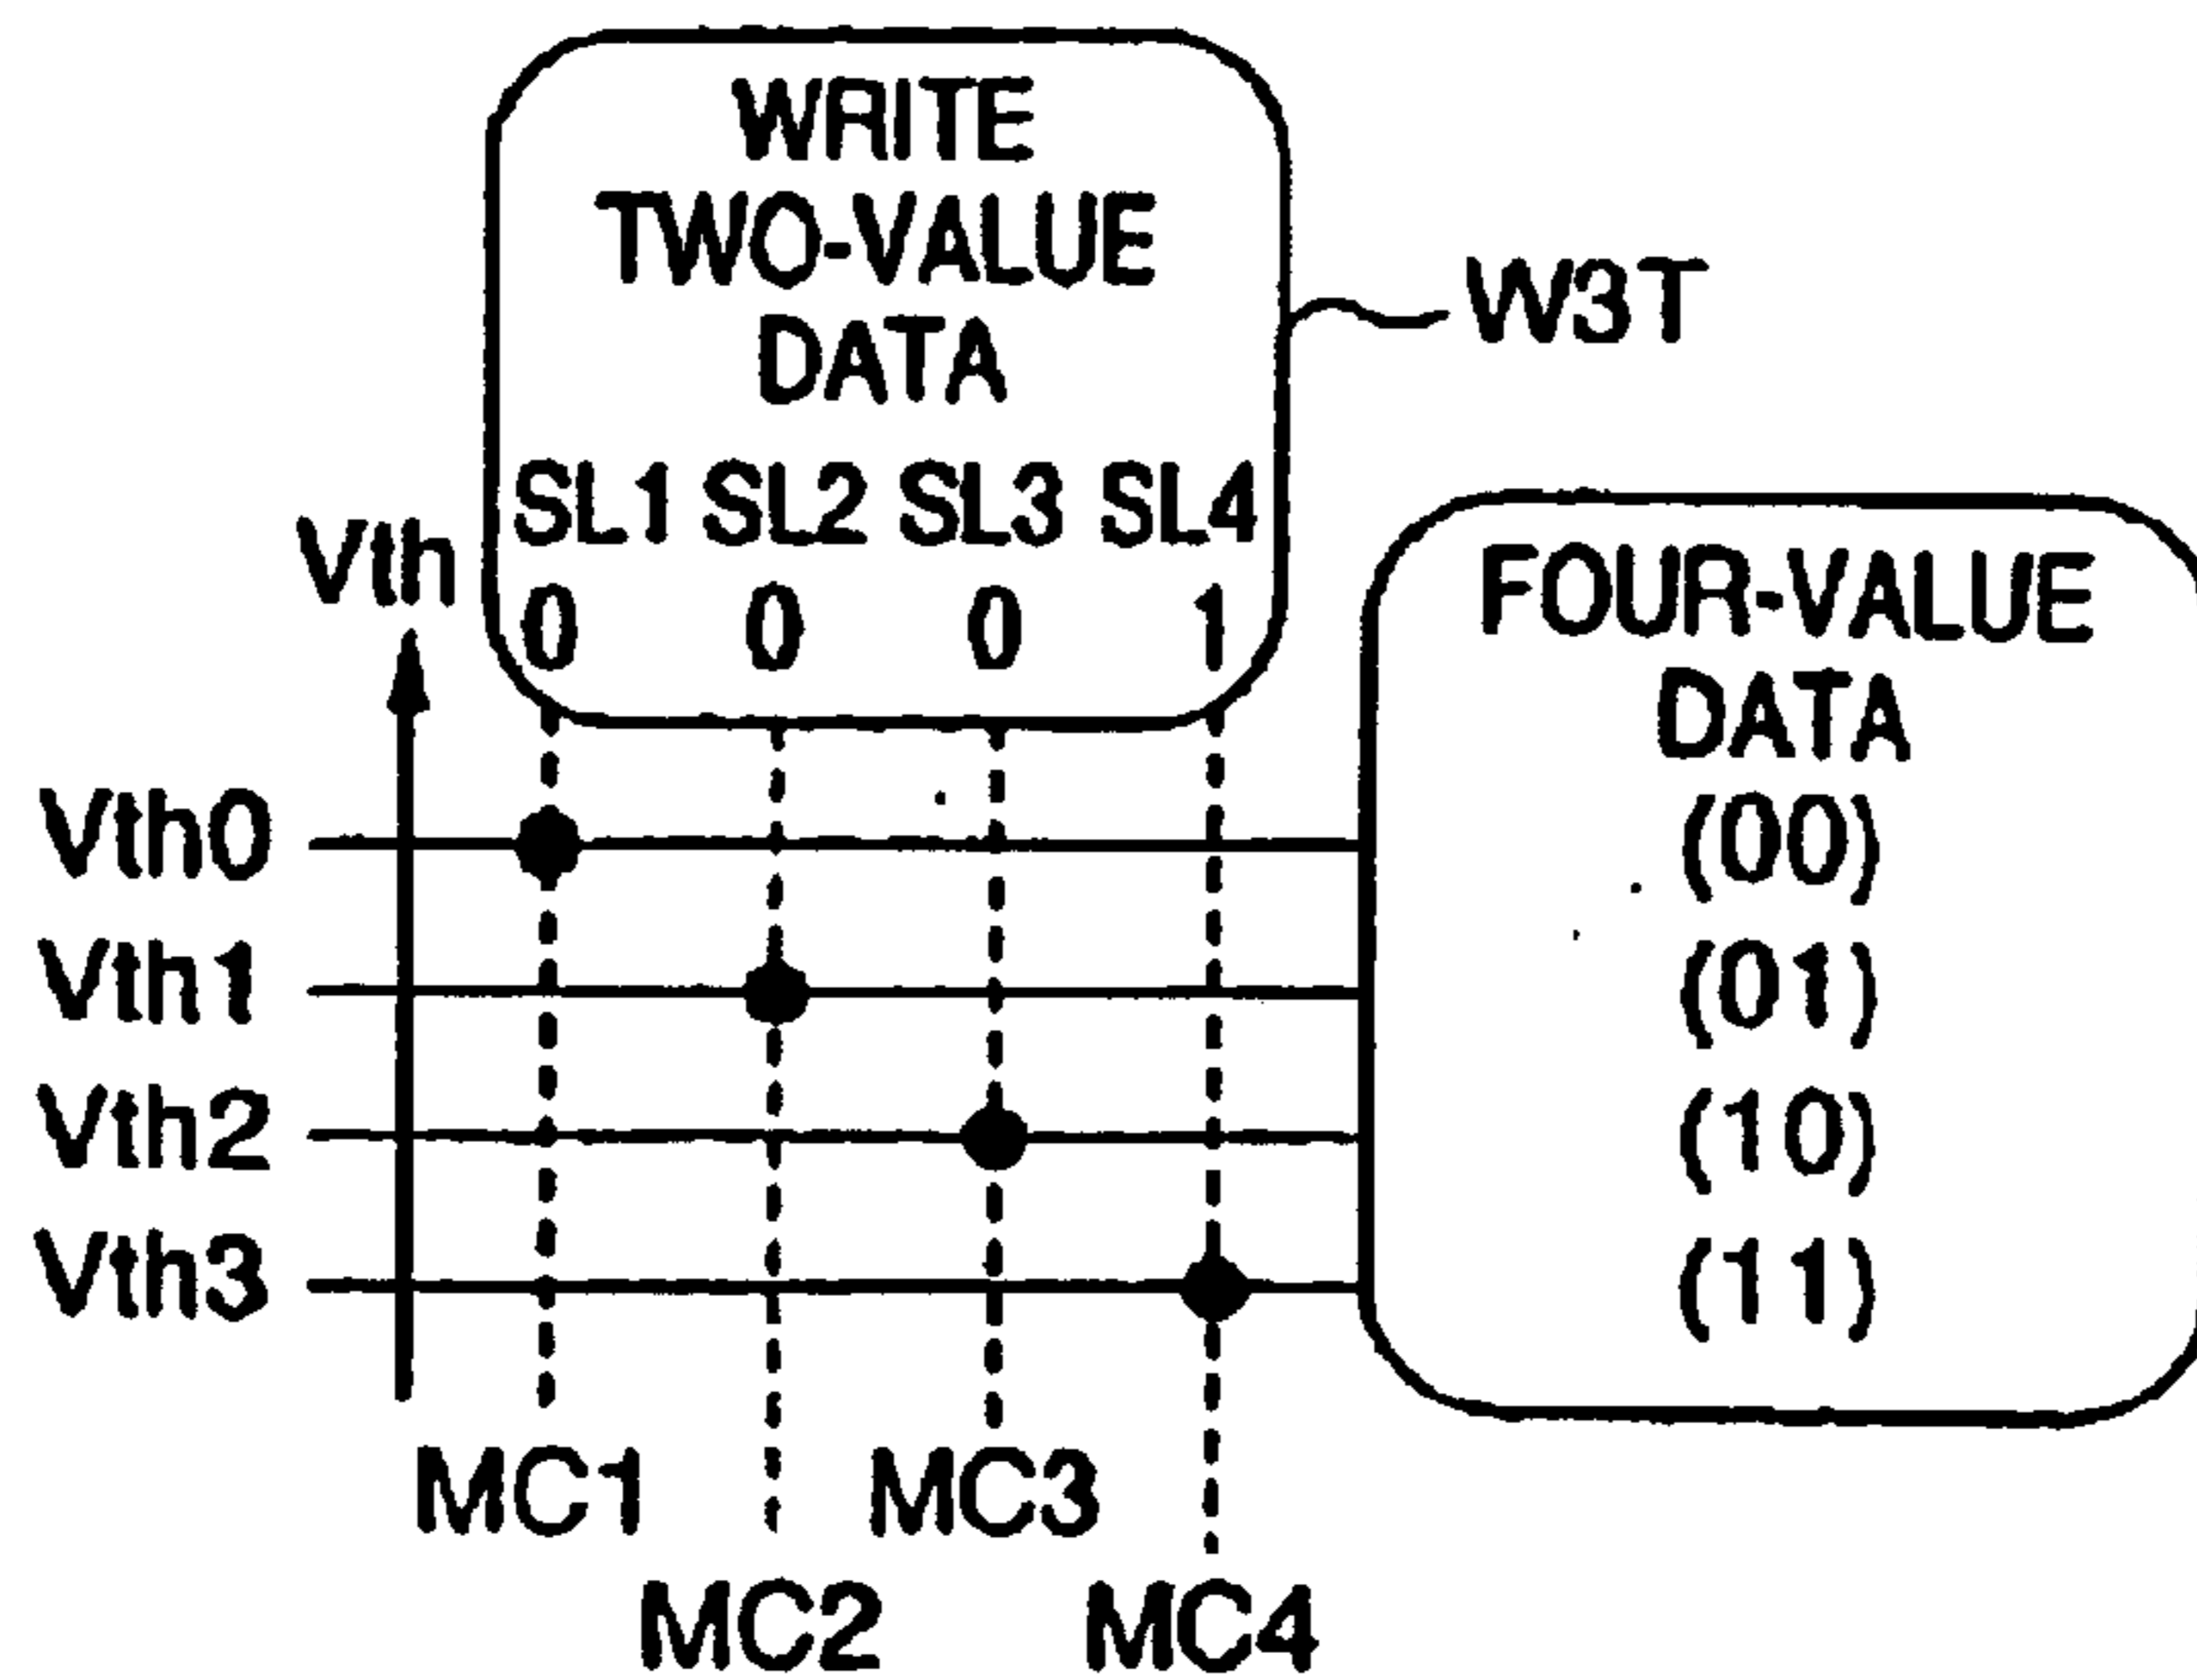 WRITE
TWO-VALUE
DATA
W3T
SL1 SL2 SL3 SL4
0 0 0 1
Vth
FOUR-VALUE
DATA
Vth0
(00)
Vth1
(01)
Vth2
(10)
Vth3
(11)
MC1 MC3
MC2 MC4